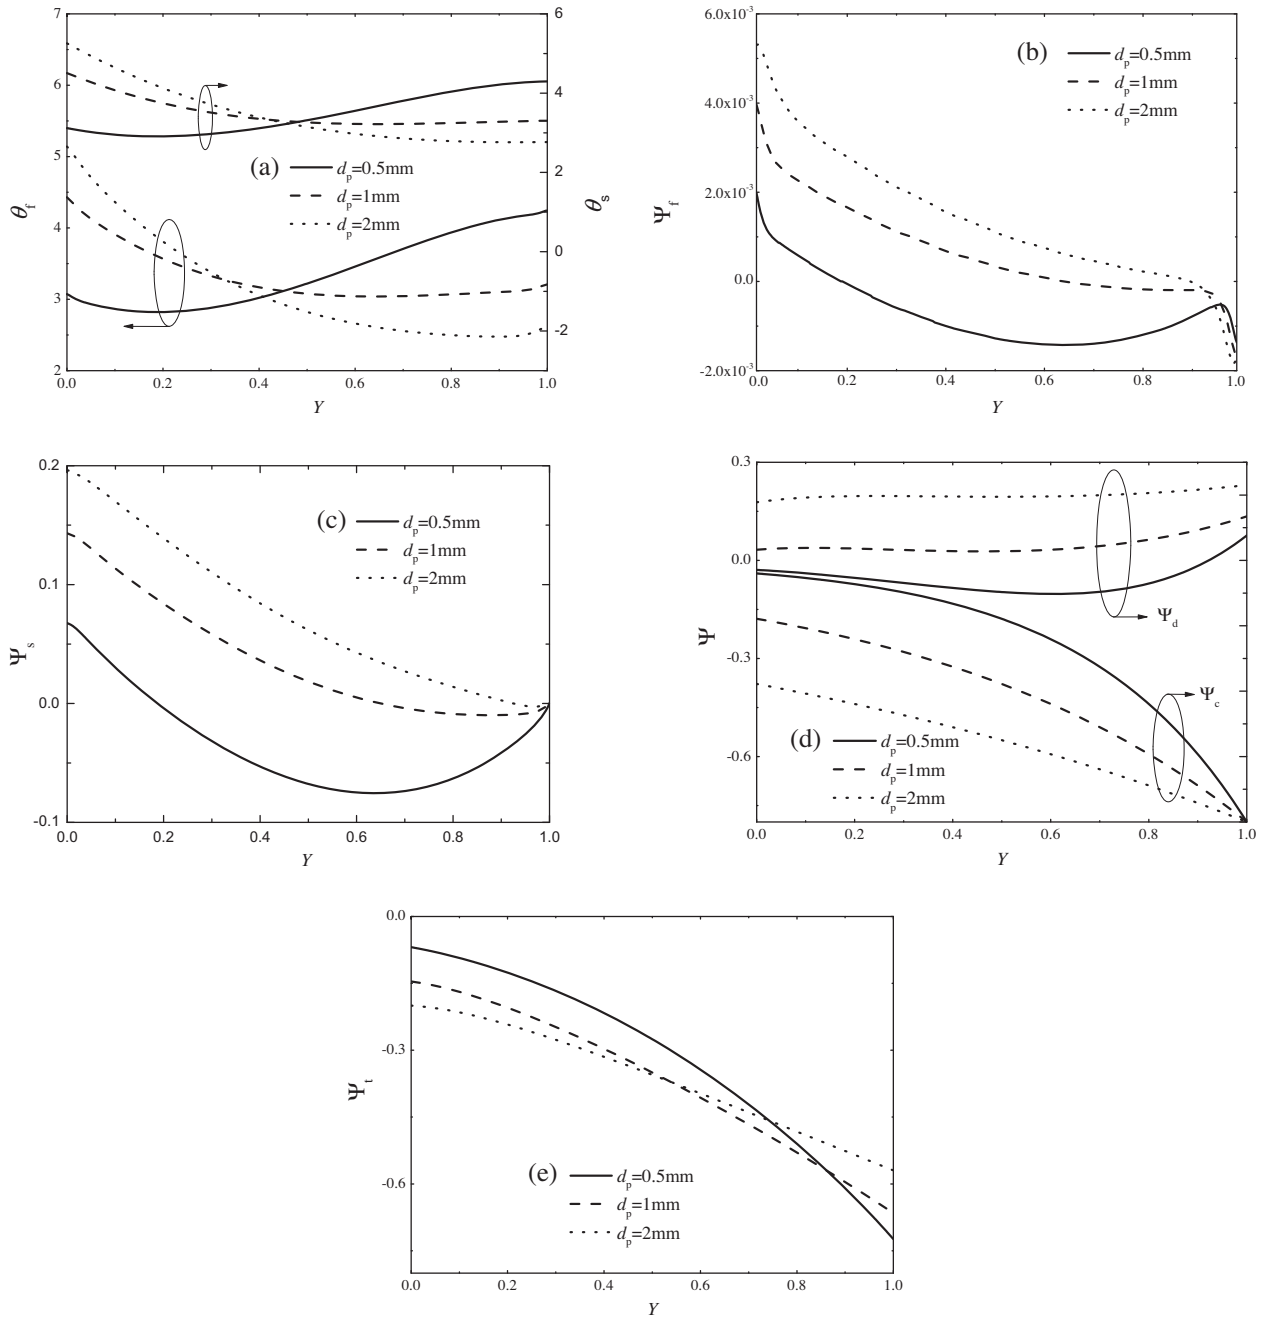 7
6
5
4
3
2
θf
6
4
2
0
-2
θs
(a)
dp=0.5mm
dp=1mm
dp=2mm
0.0 0.2 0.4 0.6 0.8 1.0
Y
6.0x10-3
4.0x10-3
2.0x10-3
0.0
-2.0x10-3
Ψf
(b)
dp=0.5mm
dp=1mm
dp=2mm
0.0 0.2 0.4 0.6 0.8 1.0
Y
0.2
0.1
0.0
-0.1
Ψs
(c)
dp=0.5mm
dp=1mm
dp=2mm
0.0 0.2 0.4 0.6 0.8 1.0
Y
0.3
0.0
-0.3
-0.6
Ψ
Ψd
Ψc
(d)
dp=0.5mm
dp=1mm
dp=2mm
0.0 0.2 0.4 0.6 0.8 1.0
Y
0.0
-0.3
-0.6
Ψt
(e)
dp=0.5mm
dp=1mm
dp=2mm
0.0 0.2 0.4 0.6 0.8 1.0
Y